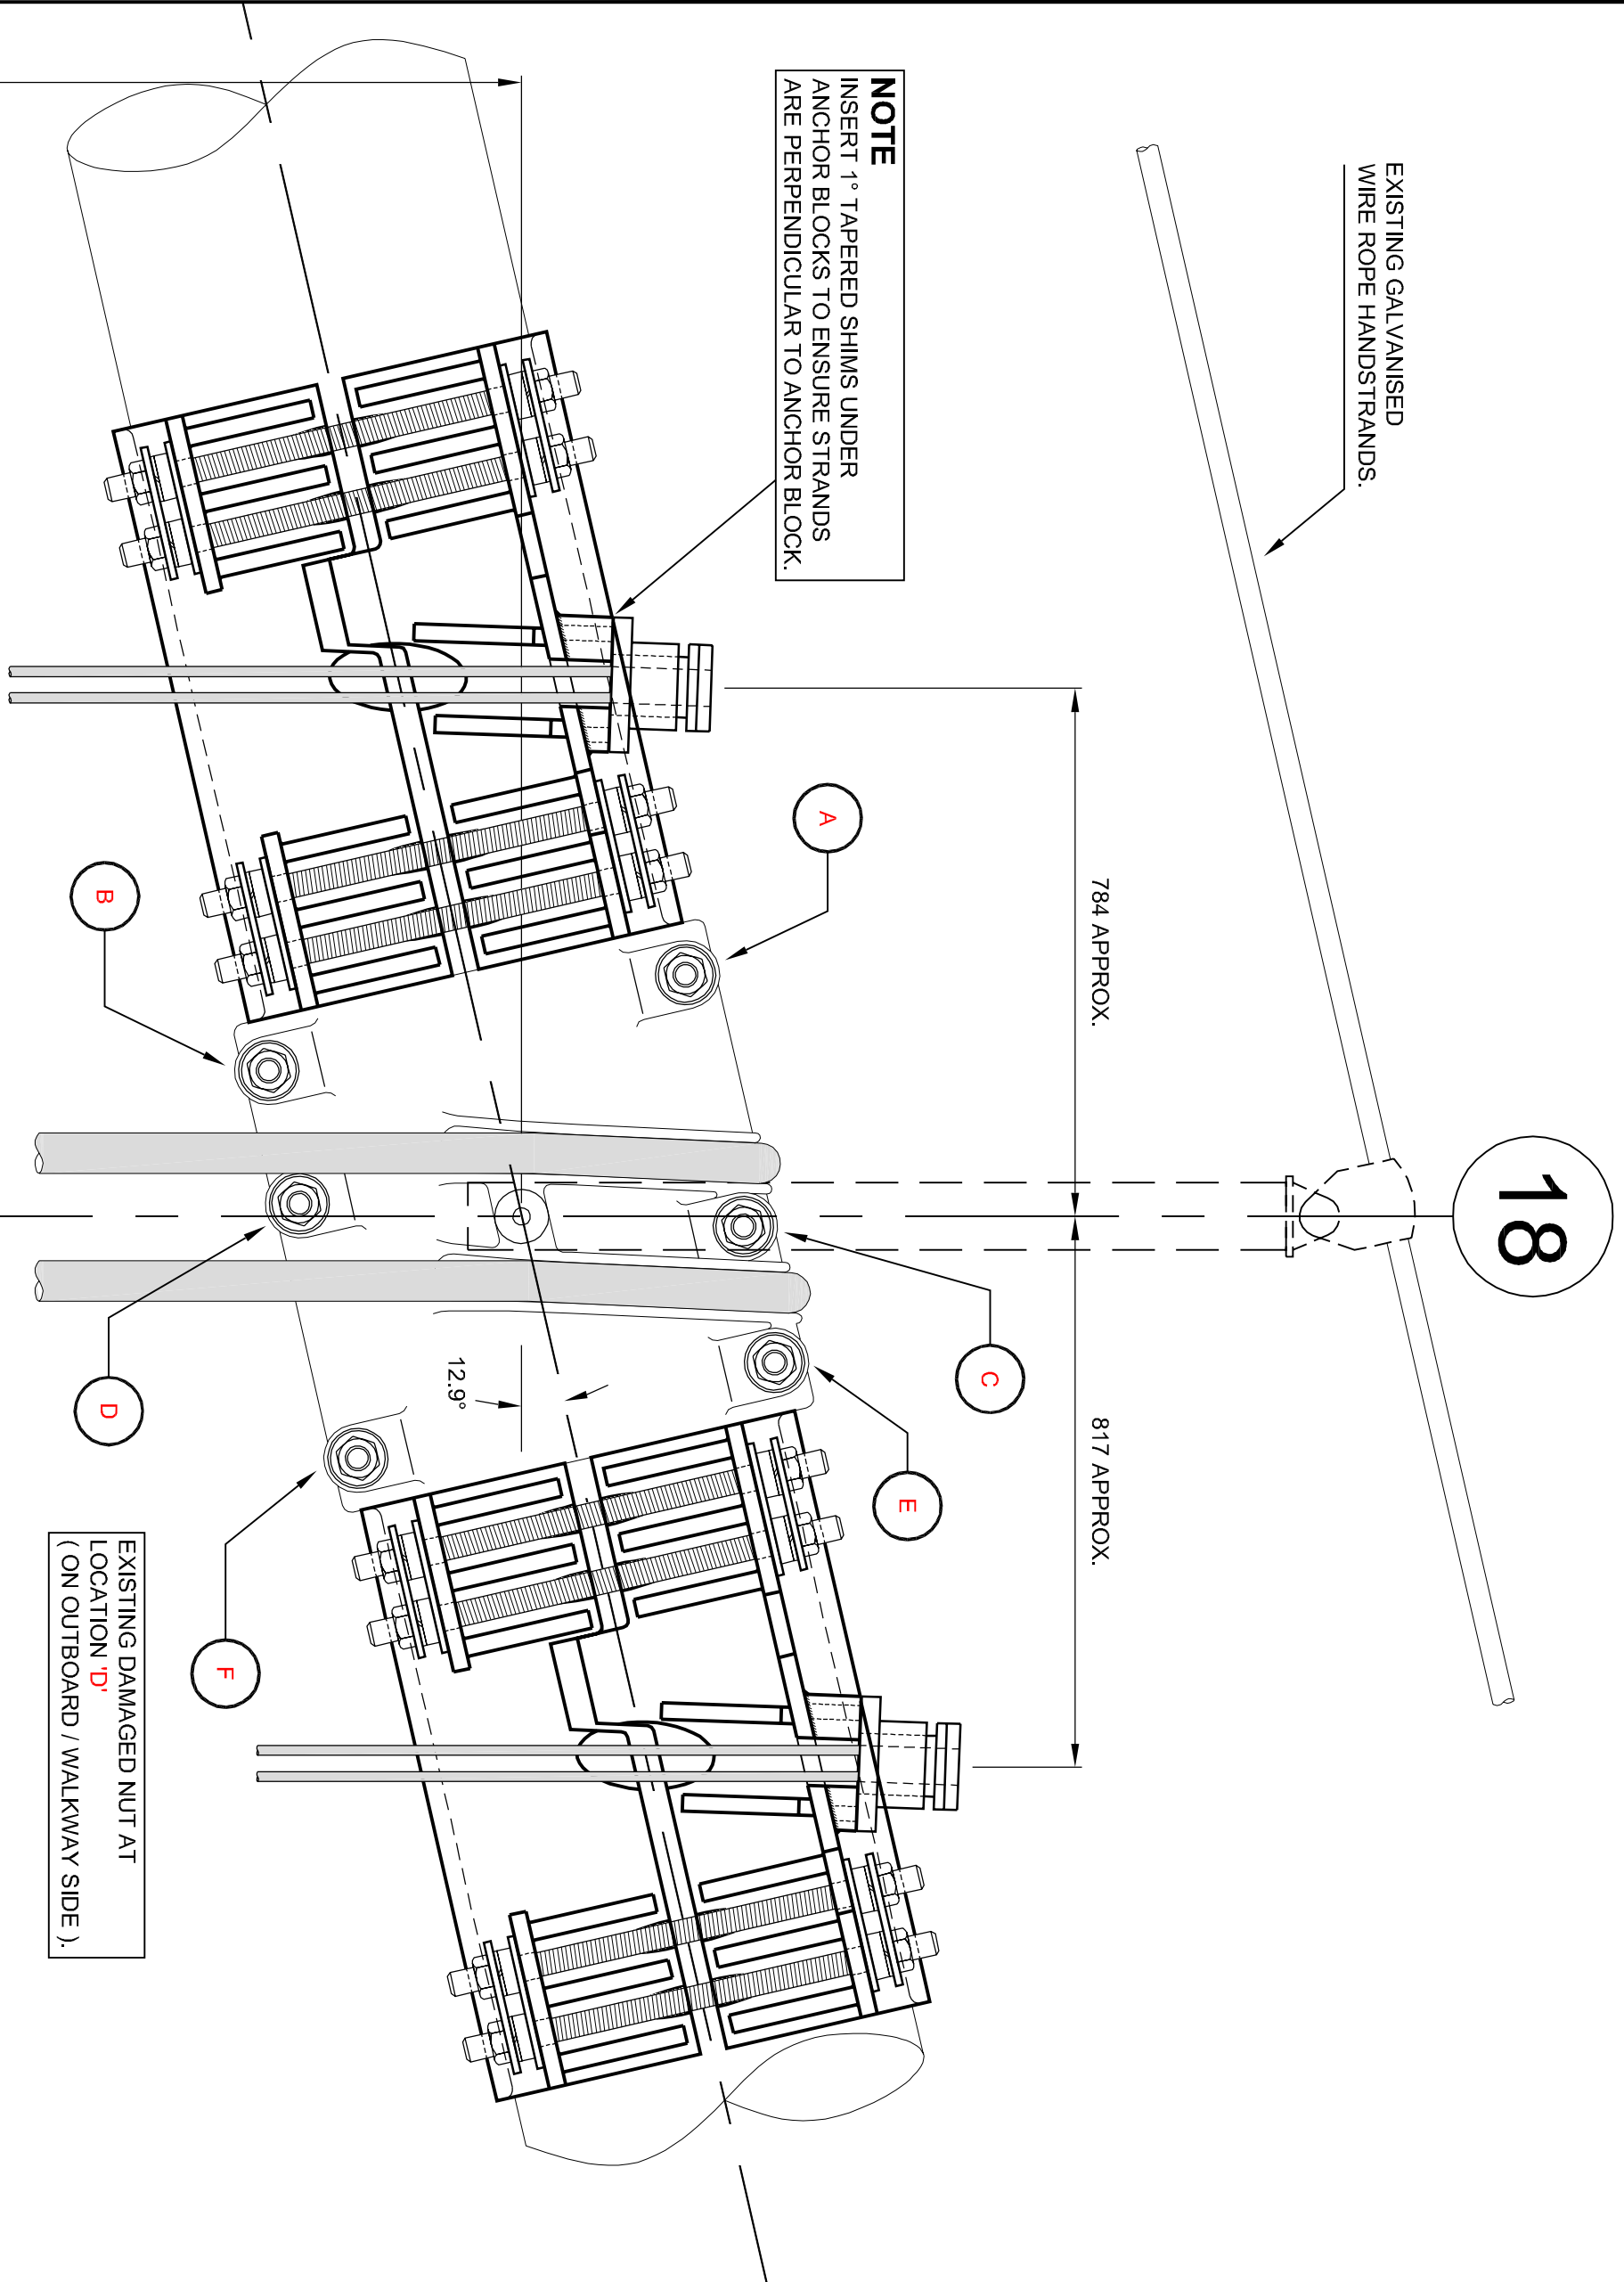 EXISTING GALVANISED
WIRE ROPE HANDSTRANDS.
18
NOTE
INSERT 1° TAPERED SHIMS UNDER
ANCHOR BLOCKS TO ENSURE STRANDS
ARE PERPENDICULAR TO ANCHOR BLOCK.
784 APPROX.
817 APPROX.
A
B
C
D
E
F
12.9°
EXISTING DAMAGED NUT AT
LOCATION 'D'
( ON OUTBOARD / WALKWAY SIDE ).